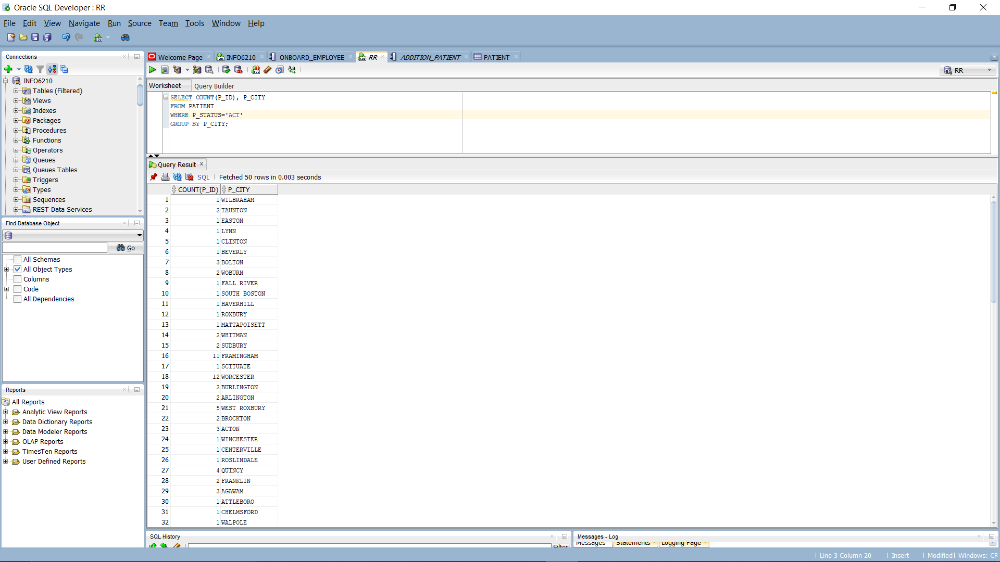 Oracle SQL Developer : RR
File Edit View Navigate Run Source Team Tools Window Help
Connections
INFO6210
Tables (Filtered)
Views
Indexes
Packages
Procedures
Functions
Operators
Queues
Queues Tables
Triggers
Types
Sequences
REST Data Services
Find Database Object
Go
All Schemas
All Object Types
Columns
Code
All Dependencies
Reports
All Reports
Analytic View Reports
Data Dictionary Reports
Data Modeler Reports
OLAP Reports
TimesTen Reports
User Defined Reports
Welcome Page INFO6210 ONBOARD_EMPLOYEE RR ADDITION_PATIENT PATIENT
RR
Worksheet Query Builder
SELECT COUNT(P_ID), P_CITY
FROM PATIENT
WHERE P_STATUS='ACT'
GROUP BY P_CITY;
Query Result
SQL Fetched 50 rows in 0.003 seconds
COUNT(P_ID) P_CITY
1 1 WILBRAHAM
2 2 TAUNTON
3 1 EASTON
4 1 LYNN
5 1 CLINTON
6 1 BEVERLY
7 3 BOLTON
8 2 WOBURN
9 1 FALL RIVER
10 1 SOUTH BOSTON
11 1 HAVERHILL
12 1 ROXBURY
13 1 MATTAPOISETT
14 2 WHITMAN
15 2 SUDBURY
16 11 FRAMINGHAM
17 1 SCITUATE
18 12 WORCESTER
19 2 BURLINGTON
20 2 ARLINGTON
21 5 WEST ROXBURY
22 2 BROCKTON
23 3 ACTON
24 1 WINCHESTER
25 1 CENTERVILLE
26 1 ROSLINDALE
27 4 QUINCY
28 2 FRANKLIN
29 3 AGAWAM
30 1 ATTLEBORO
31 1 CHELMSFORD
32 1 WALPOLE
SQL History
Filter
Messages - Log
Messages Statements Logging Page
Line 3 Column 20 Insert Modified Windows: CR